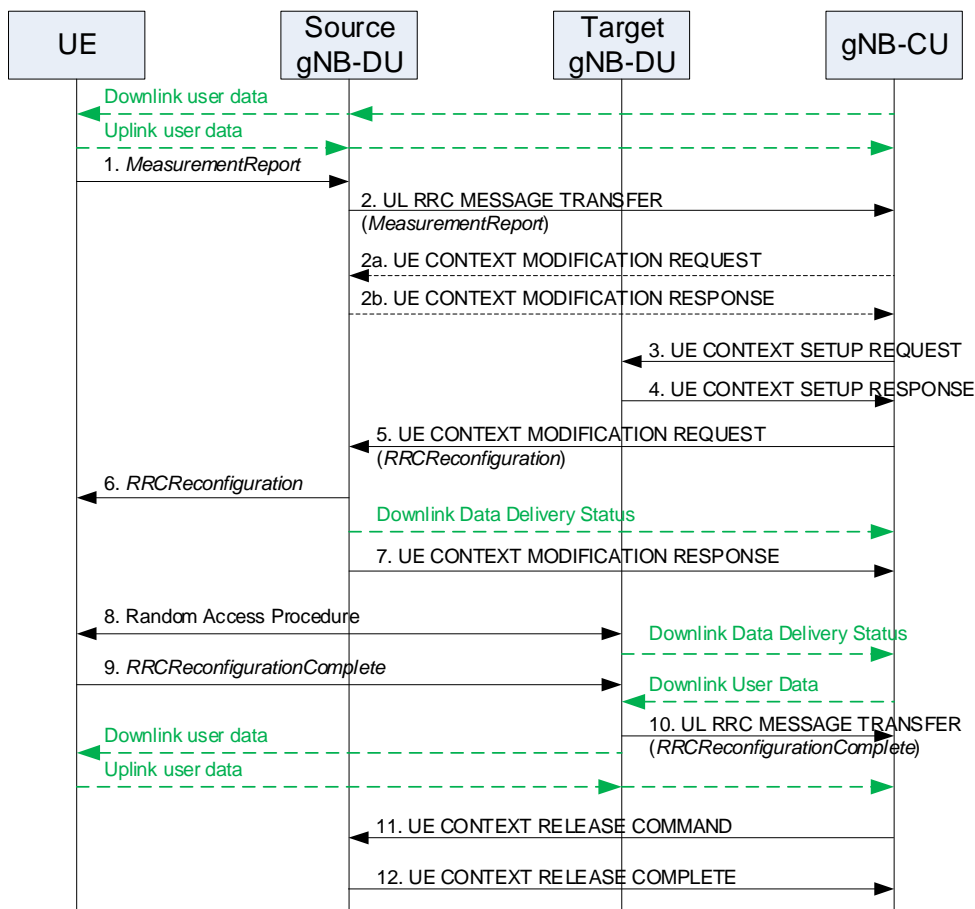 UE
Source
gNB-DU
Target
gNB-DU
gNB-CU
Downlink user data
Uplink user data
1. MeasurementReport
2. UL RRC MESSAGE TRANSFER
(MeasurementReport)
2a. UE CONTEXT MODIFICATION REQUEST
2b. UE CONTEXT MODIFICATION RESPONSE
3. UE CONTEXT SETUP REQUEST
4. UE CONTEXT SETUP RESPONSE
5. UE CONTEXT MODIFICATION REQUEST
(RRCReconfiguration)
6. RRCReconfiguration
Downlink Data Delivery Status
7. UE CONTEXT MODIFICATION RESPONSE
8. Random Access Procedure
Downlink Data Delivery Status
9. RRCReconfigurationComplete
Downlink User Data
10. UL RRC MESSAGE TRANSFER
(RRCReconfigurationComplete)
Downlink user data
Uplink user data
11. UE CONTEXT RELEASE COMMAND
12. UE CONTEXT RELEASE COMPLETE